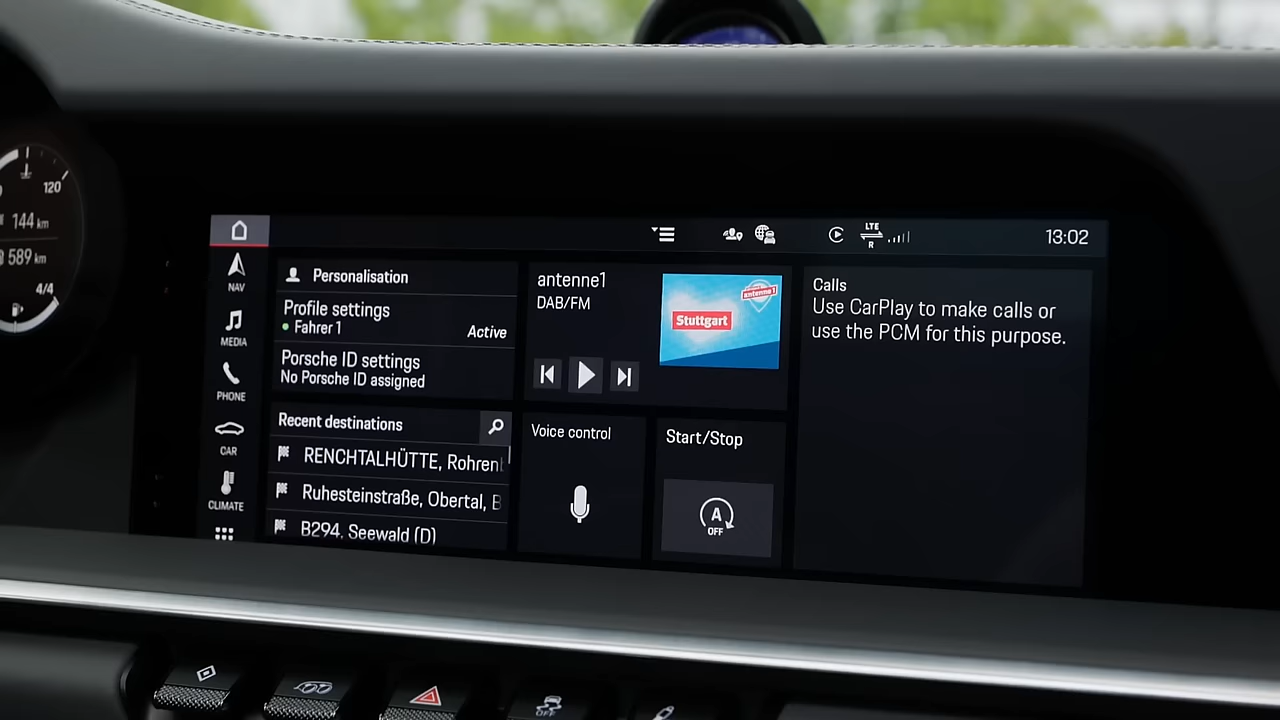 120
144 km
589 km
4/4
NAV
MEDIA
PHONE
CAR
CLIMATE
LTE
R
13:02
Personalisation
Profile settings
Fahrer 1
Active
Porsche ID settings
No Porsche ID assigned
Recent destinations
RENCHTALHÜTTE,
Ruhesteinstraße, Obertal, B
B294, Seewald (D)
antenne1
DAB/FM
antenne 1
Stuttgart
Voice control
Start/Stop
A
OFF
Calls
Use CarPlay to make calls or
use the PCM for this purpose.
OFF